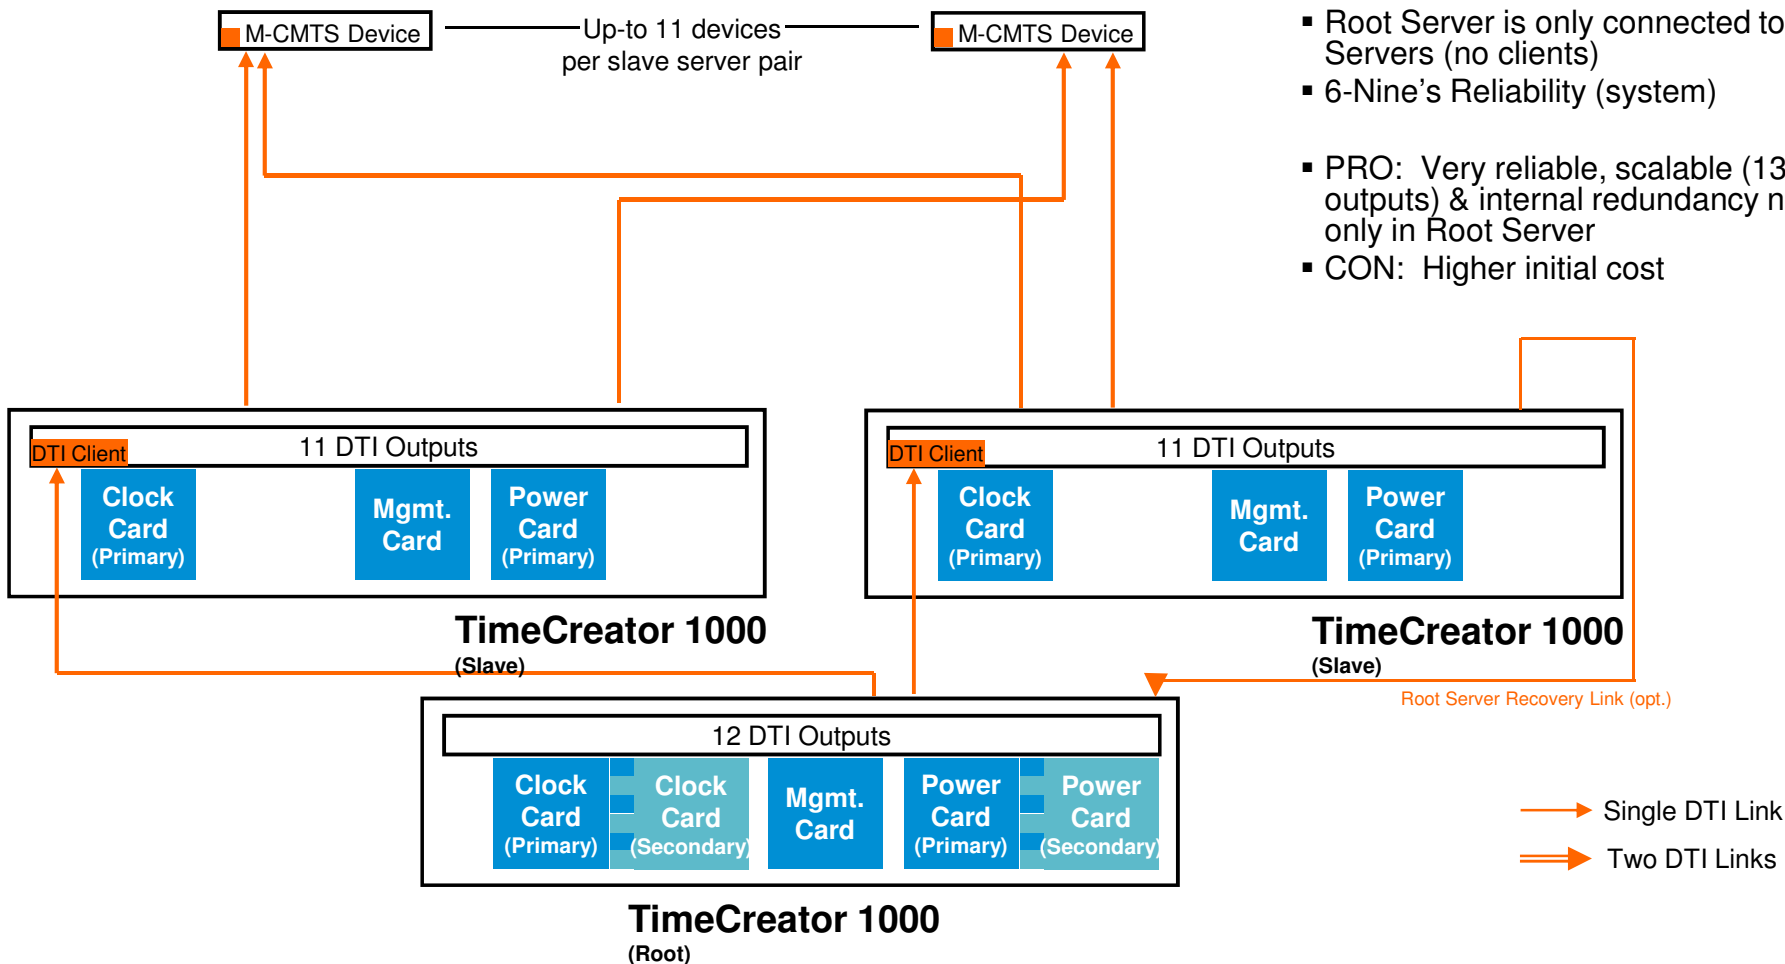 M-CMTS Device
Up-to 11 devices
per slave server pair
M-CMTS Device
▪ Root Server is only connected to
Servers (no clients)
▪ 6-Nine's Reliability (system)
▪ PRO: Very reliable, scalable (13
outputs) & internal redundancy n
only in Root Server
▪ CON: Higher initial cost
DTI Client
11 DTI Outputs
Clock
Card
(Primary)
Mgmt.
Card
Power
Card
(Primary)
TimeCreator 1000
(Slave)
DTI Client
11 DTI Outputs
Clock
Card
(Primary)
Mgmt.
Card
Power
Card
(Primary)
TimeCreator 1000
(Slave)
Root Server Recovery Link (opt.)
12 DTI Outputs
Clock
Card
(Primary)
Clock
Card
(Secondary)
Mgmt.
Card
Power
Card
(Primary)
Power
Card
(Secondary)
TimeCreator 1000
(Root)
Single DTI Link
Two DTI Links